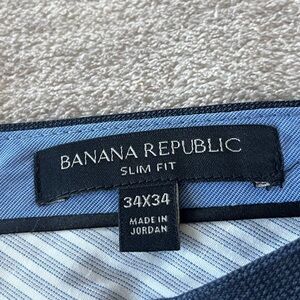 BANANA REPUBLIC
SLIM FIT
34X34
MADE IN
JORDAN